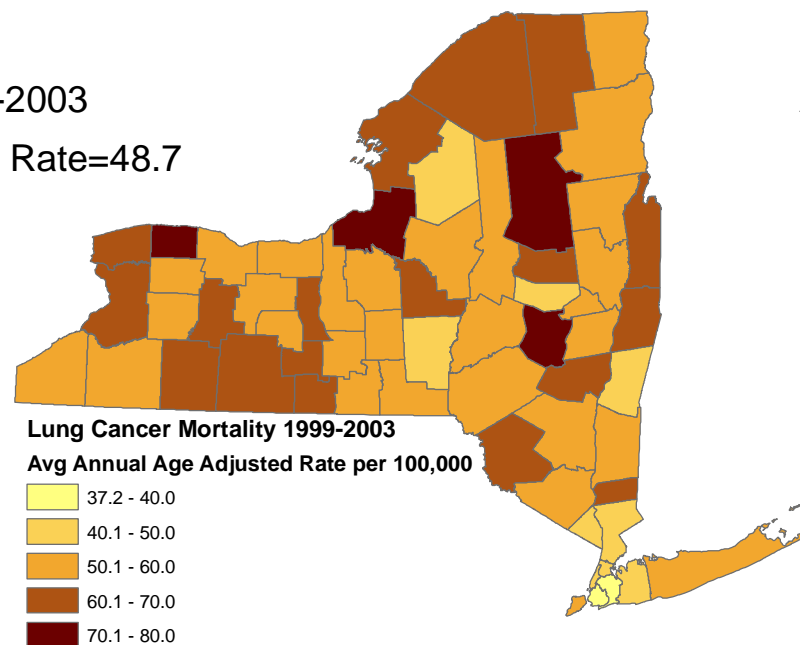 -2003
Rate=48.7
Lung Cancer Mortality 1999-2003
Avg Annual Age Adjusted Rate per 100,000
37.2 - 40.0
40.1 - 50.0
50.1 - 60.0
60.1 - 70.0
70.1 - 80.0